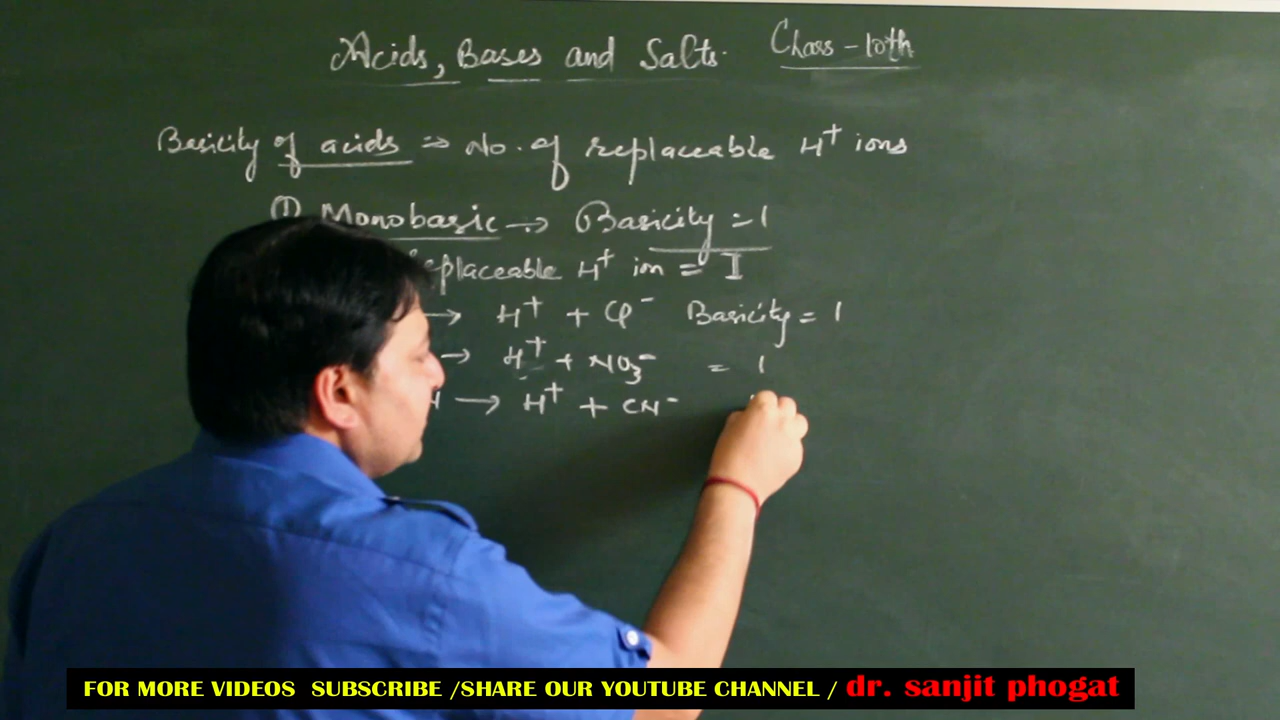 Acids, Bases and Salts. Class-10th
Basicity of acids ⇒ No. of replaceable H⁺ ions
① Monobasic → Basicity = 1
replaceable H⁺ ion = I
→ H⁺ + Cl⁻ Basicity = 1
→ H⁺ + NO₃⁻ = 1
N → H⁺ + CN⁻
FOR MORE VIDEOS SUBSCRIBE /SHARE OUR YOUTUBE CHANNEL / dr. sanjit phogat